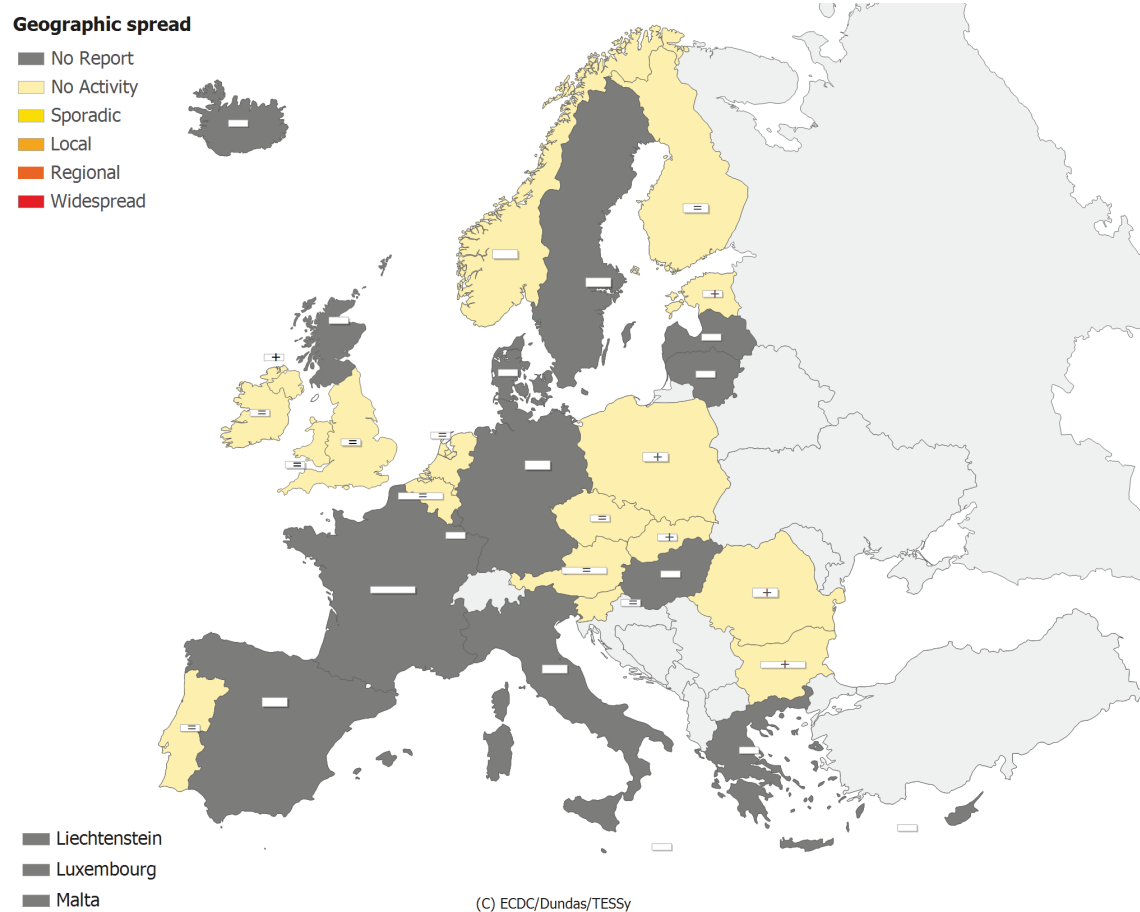 Geographic spread
No Report
No Activity
Sporadic
Local
Regional
Widespread
=
+
+
=
=
=
=
+
=
=
+
=
+
=
+
+
=
Liechtenstein
Luxembourg
Malta
(C) ECDC/Dundas/TESSy